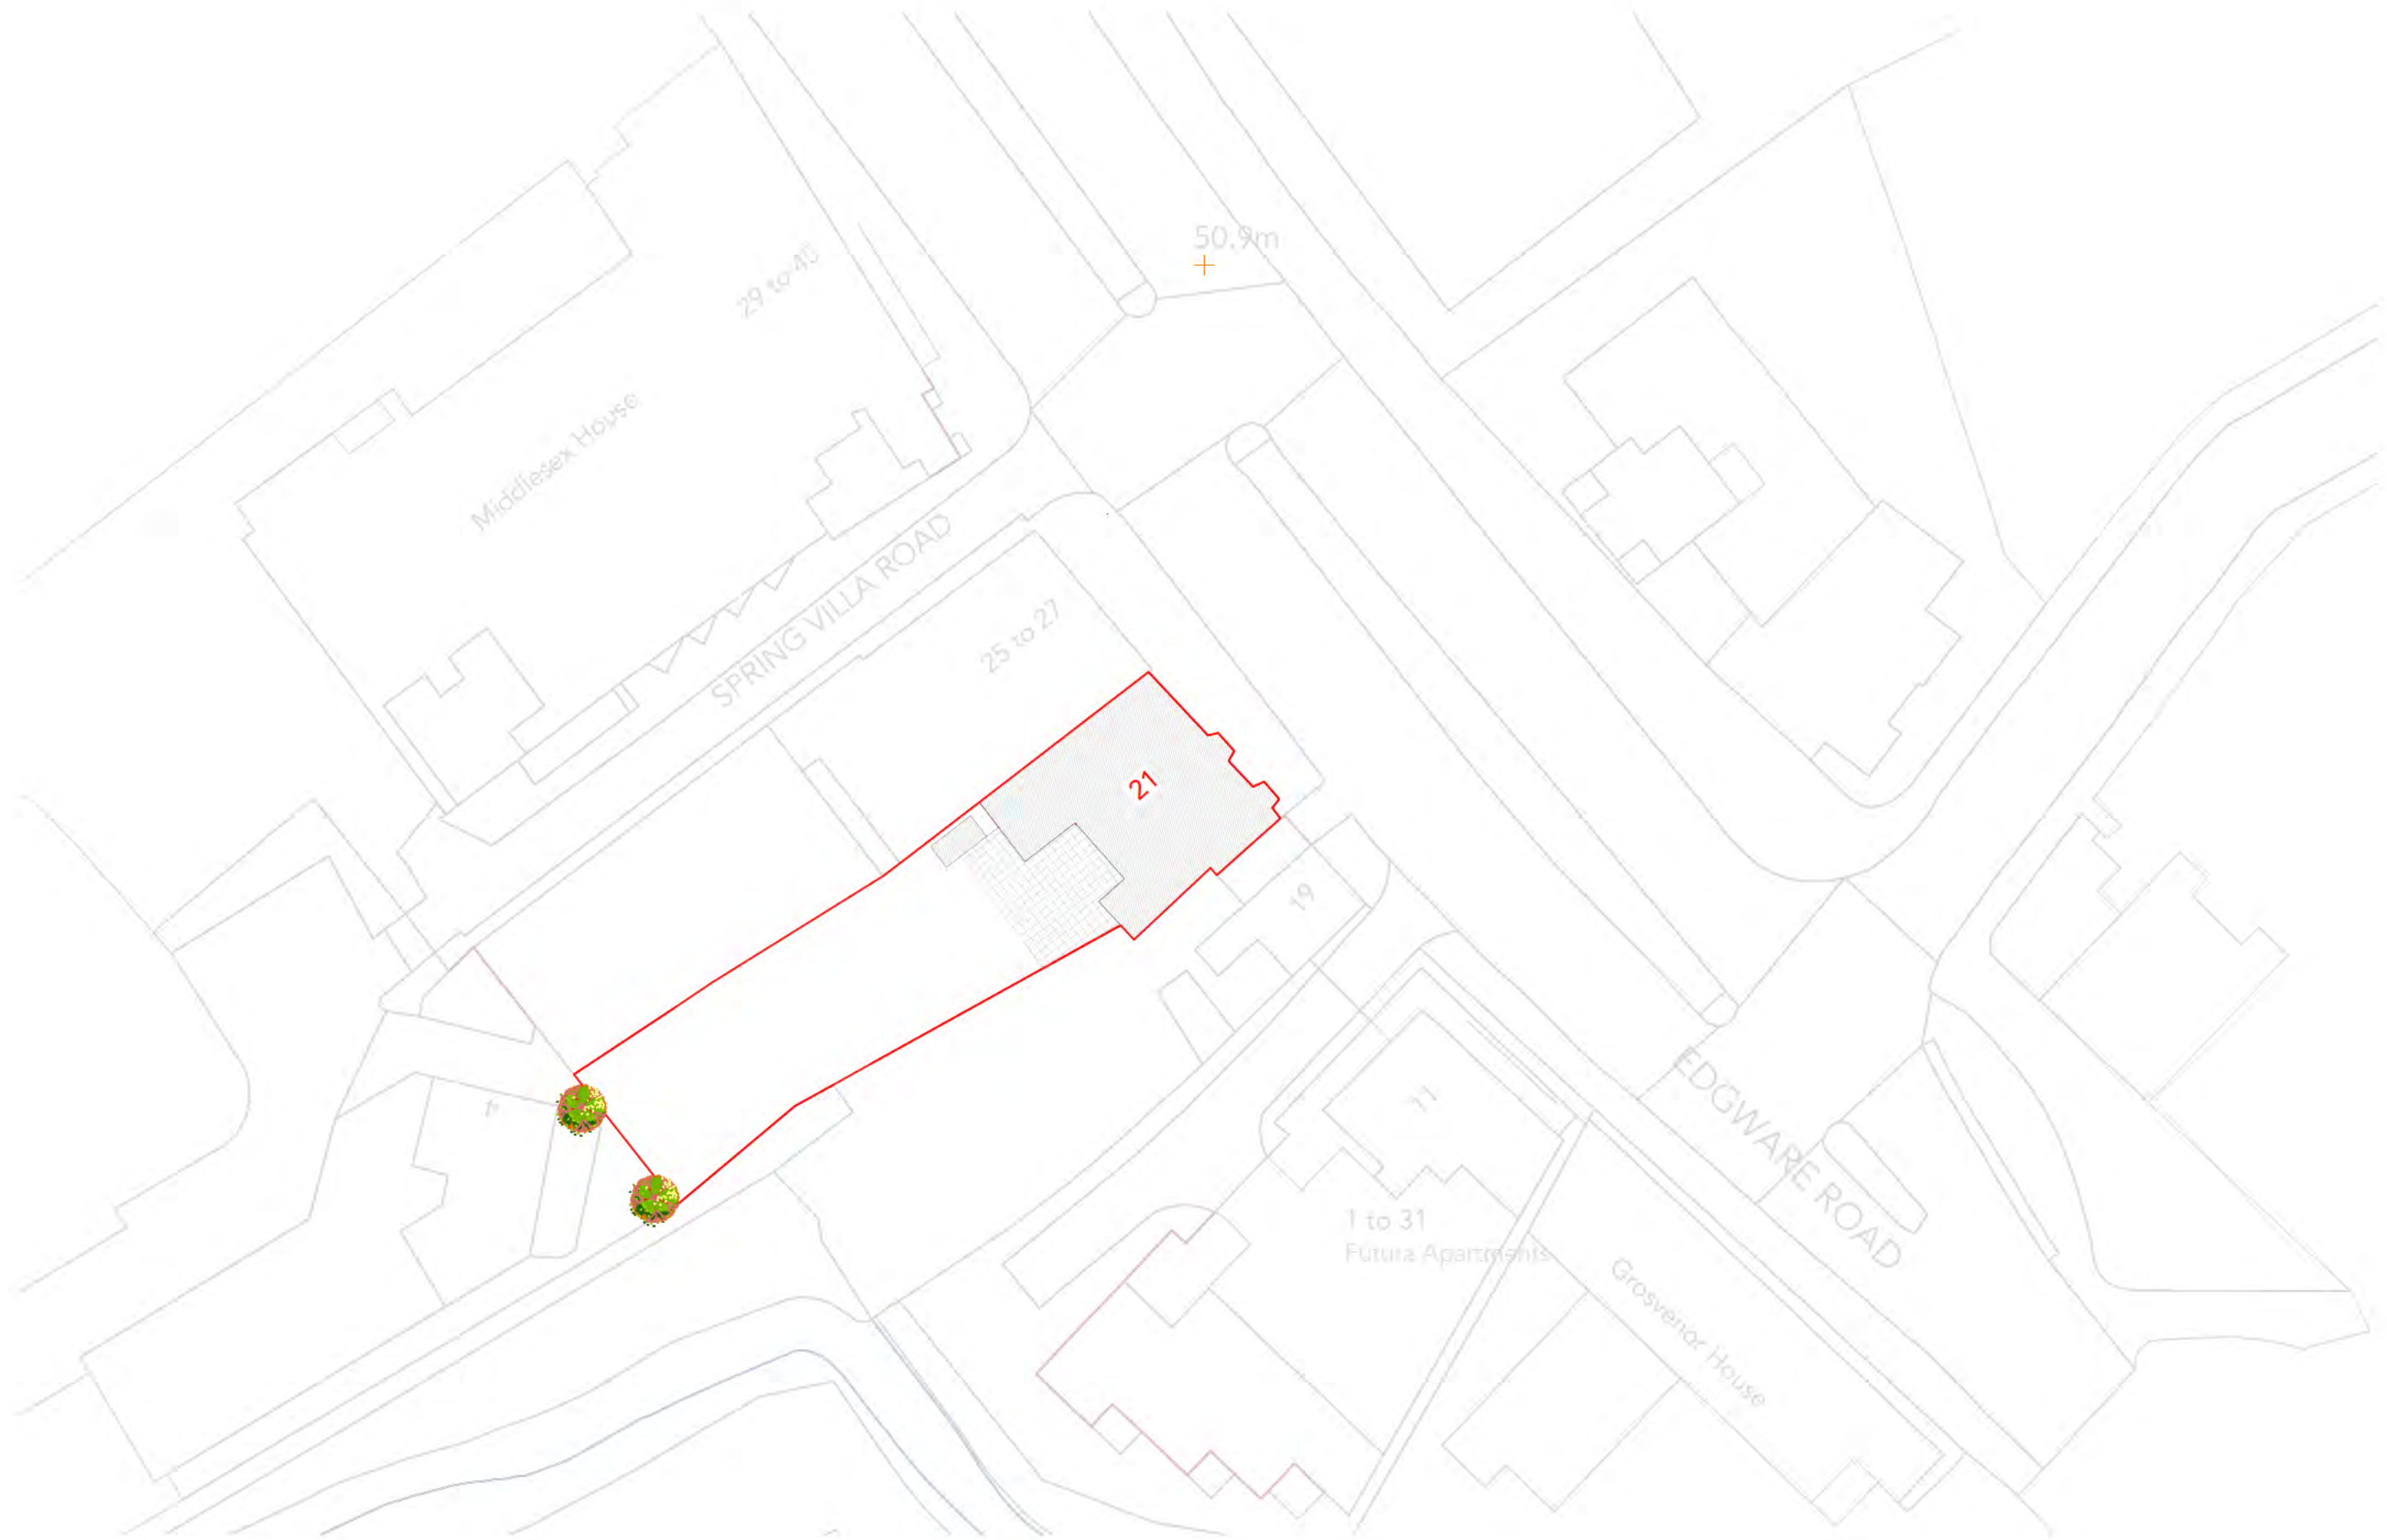 50.9m
29 to 43
Middlesex House
SPRING VILLA ROAD
25 to 27
21
19
4
11
EDGWARE ROAD
1 to 31
Futura Apartments
Grosvenor House